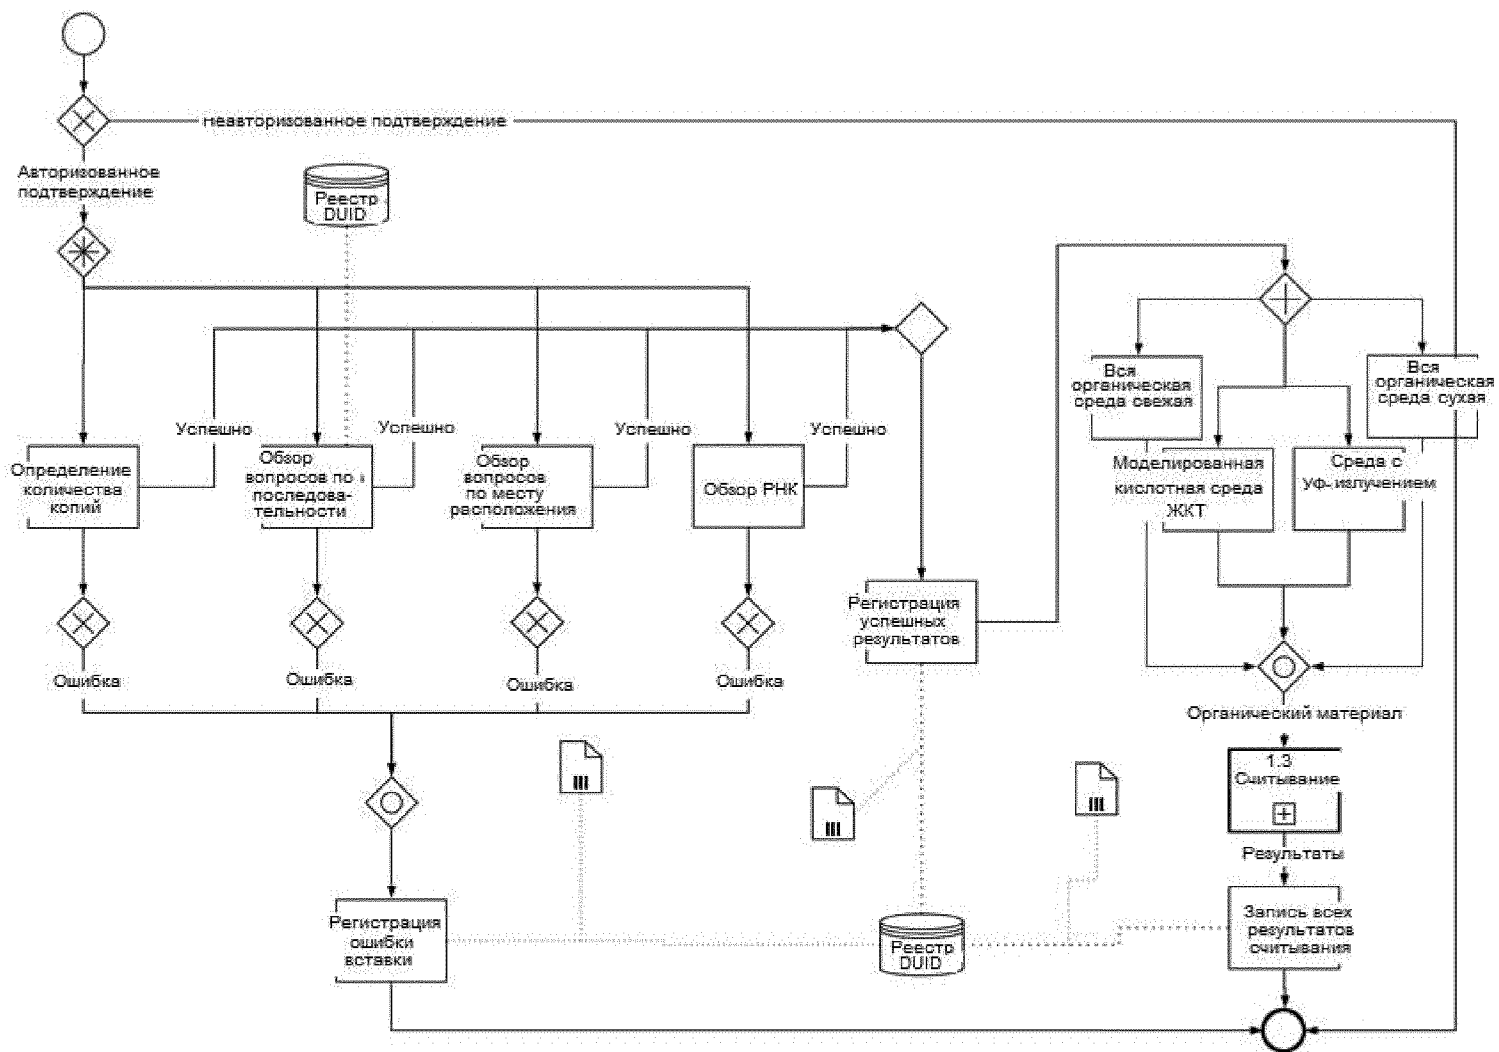 неавторизованное подтверждение
Авторизованное
подтверждение
Реестр
DUID
Успешно
Успешно
Успешно
Успешно
Определение
количества
копий
Обзор
вопросов по
последова-
тельности
Обзор
вопросов
по месту
расположения
Обзор РНК
Вся
органическая
среда свежая
Вся
органическая
среда сухая
Моделированная
кислотная среда
ЖКТ
Среда с
УФ-излучением
Регистрация
успешных
результатов
Ошибка
Ошибка
Ошибка
Ошибка
Органический материал
1.3
Считывание
Результаты
Регистрация
ошибки
вставки
Реестр
DUID
Запись всех
результатов
считывания